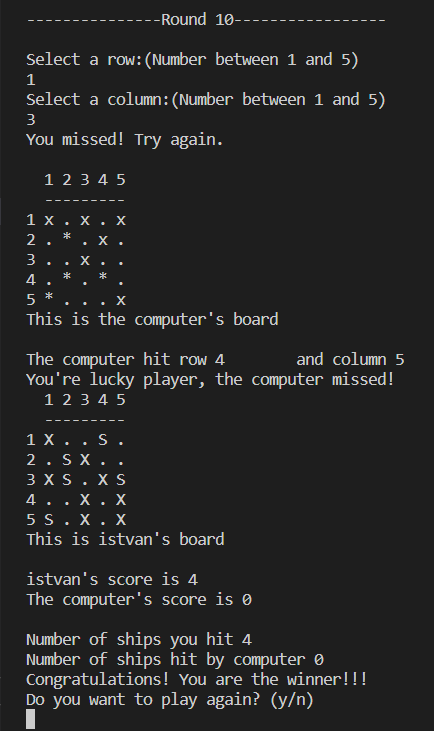 ---------------Round 10-----------------
Select a row:(Number between 1 and 5)
1
Select a column:(Number between 1 and 5)
3
You missed! Try again.
  1 2 3 4 5
  ---------
1 x . x . x
2 . * . x .
3 . . x . .
4 . * . * .
5 * . . . x
This is the computer's board
The computer hit row 4        and column 5
You're lucky player, the computer missed!
  1 2 3 4 5
  ---------
1 X . . S .
2 . S X . .
3 X S . X S
4 . . X . X
5 S . X . X
This is istvan's board
istvan's score is 4
The computer's score is 0
Number of ships you hit 4
Number of ships hit by computer 0
Congratulations! You are the winner!!!
Do you want to play again? (y/n)